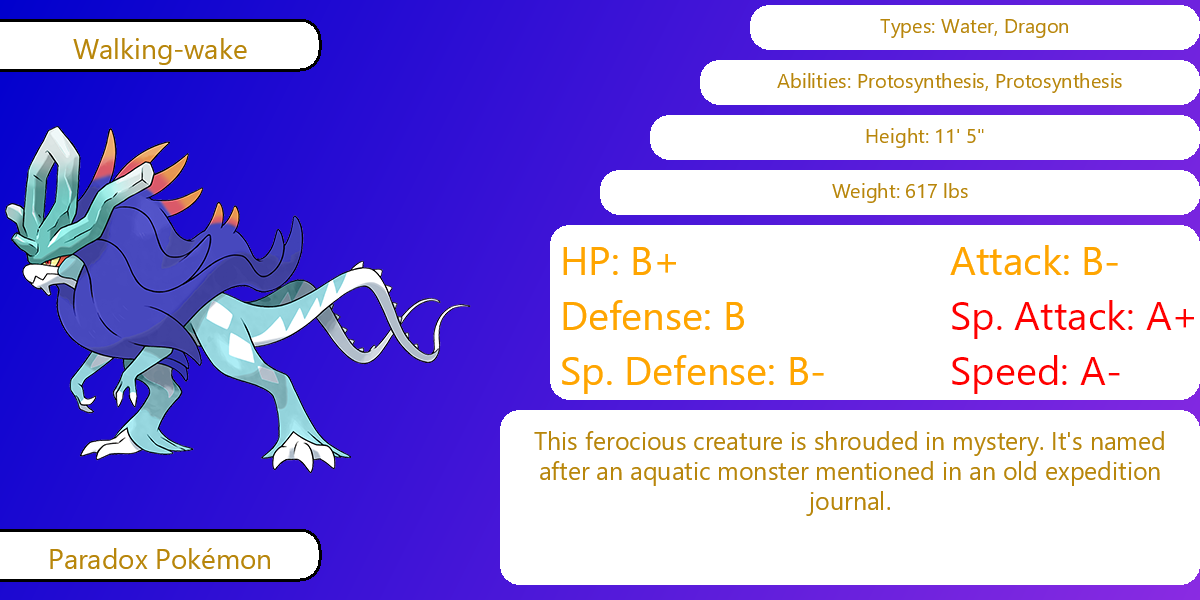 Walking-wake
Types: Water, Dragon
Abilities: Protosynthesis, Protosynthesis
Height: 11' 5"
Weight: 617 lbs
HP: B+
Attack: B-
Defense: B
Sp. Attack: A+
Sp. Defense: B-
Speed: A-
This ferocious creature is shrouded in mystery. It's named
after an aquatic monster mentioned in an old expedition
journal.
Paradox Pokémon